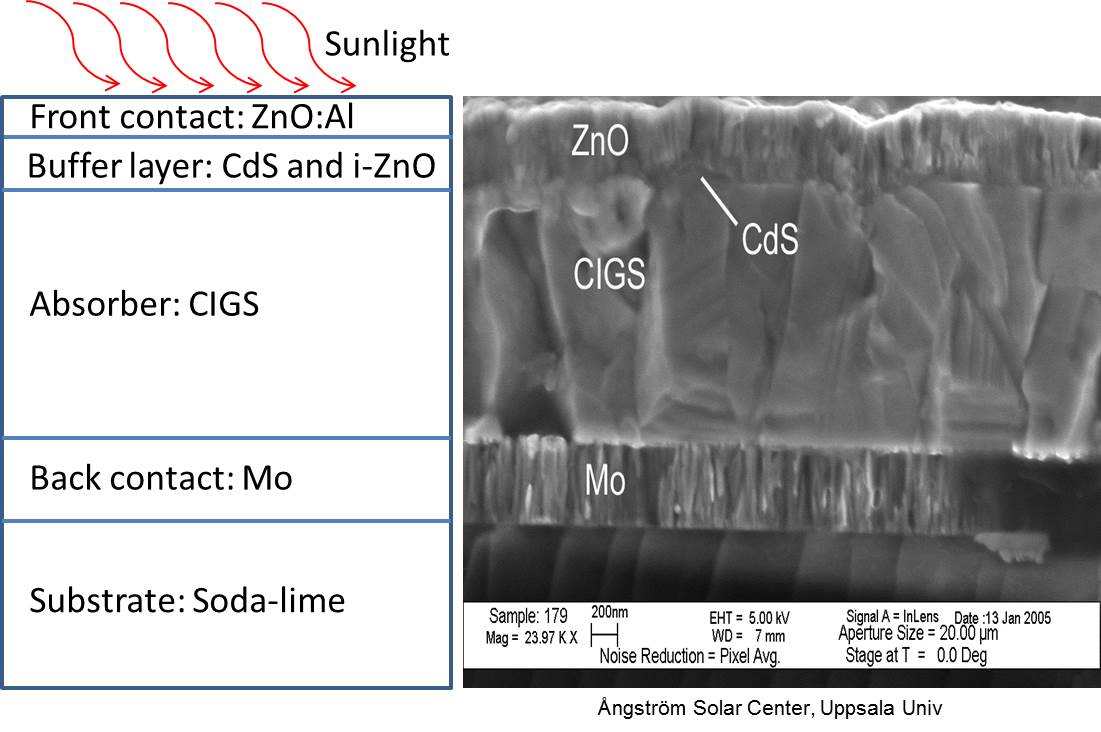 Sunlight
Front contact: ZnO:Al
Buffer layer: CdS and i-ZnO
Absorber: CIGS
Back contact: Mo
Substrate: Soda-lime
ZnO
CdS
CIGS
Mo
Sample: 179 200nm EHT = 5.00 kV Signal A = InLens Date :13 Jan 2005
Mag = 23.97 K X WD = 7 mm Aperture Size = 20.00 µm
Noise Reduction = Pixel Avg. Stage at T = 0.0 Deg
Ångström Solar Center, Uppsala Univ